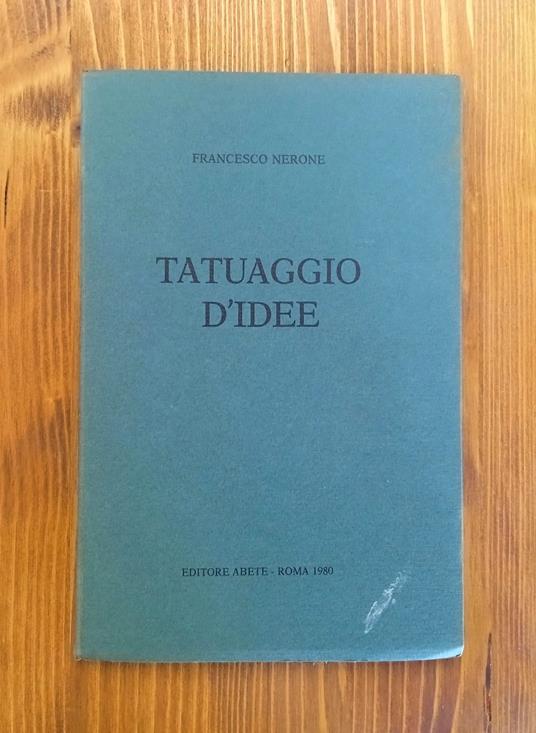 FRANCESCO NERONE
TATUAGGIO
D'IDEE
EDITORE ABETE - ROMA 1980